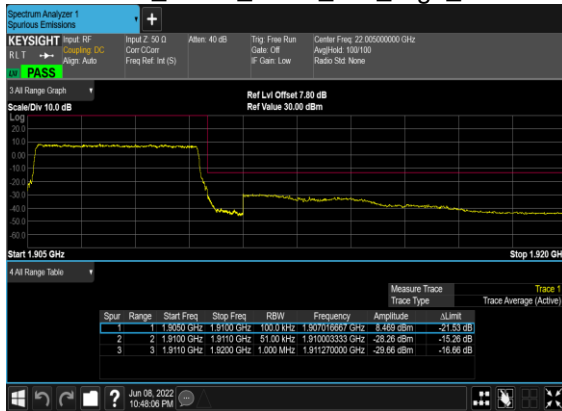 Spectrum Analyzer 1
Spurious Emissions
+
KEYSIGHT Input: RF Input Z: 50 Ω Atten: 40 dB Trig: Free Run Center Freq: 22.005000000 GHz
RLT Coupling: DC Corr CCorr Gate: Off Avg|Hold: 100/100
Align: Auto Freq Ref: Int (S) IF Gain: Low Radio Std: None
PASS
3 All Range Graph Ref Lvl Offset 7.80 dB
Scale/Div 10.0 dB Ref Value 30.00 dBm
Log
20.0
10.0
0.00
-10.0
-20.0
-30.0
-40.0
-50.0
-60.0
Start 1.905 GHz Stop 1.920 GH
4 All Range Table
Measure Trace Trace 1
Trace Type Trace Average (Active)
Spur Range Start Freq Stop Freq RBW Frequency Amplitude ΔLimit
1 1 1.9050 GHz 1.9100 GHz 100.0 kHz 1.907016667 GHz 8.469 dBm -21.53 dB
2 2 1.9100 GHz 1.9110 GHz 51.00 kHz 1.910003333 GHz -28.26 dBm -15.26 dB
3 3 1.9110 GHz 1.9200 GHz 1.000 MHz 1.911270000 GHz -29.66 dBm -16.66 dB
? Jun 08, 2022
10:48:06 PM